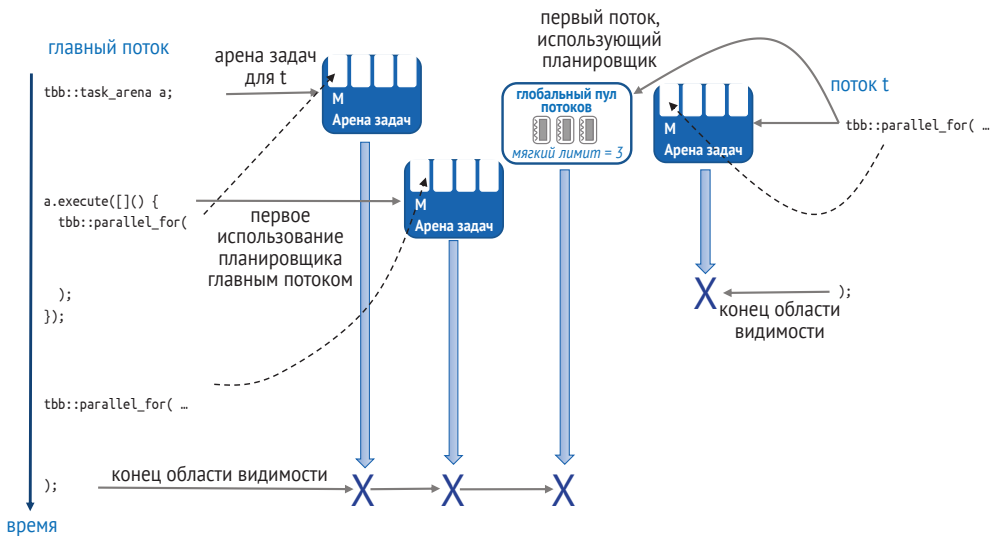 главный поток
tbb::task_arena a;
a.execute([]() {
tbb::parallel_for(
);
});
tbb::parallel_for( …
);
время
арена задач
для t
M
Арена задач
первое
использование
планировщика
главным потоком
M
Арена задач
конец области видимости
X
X
X
первый поток,
использующий
планировщик
глобальный пул
потоков
мягкий лимит = 3
M
Арена задач
поток t
tbb::parallel_for( …
);
X
конец области
видимости